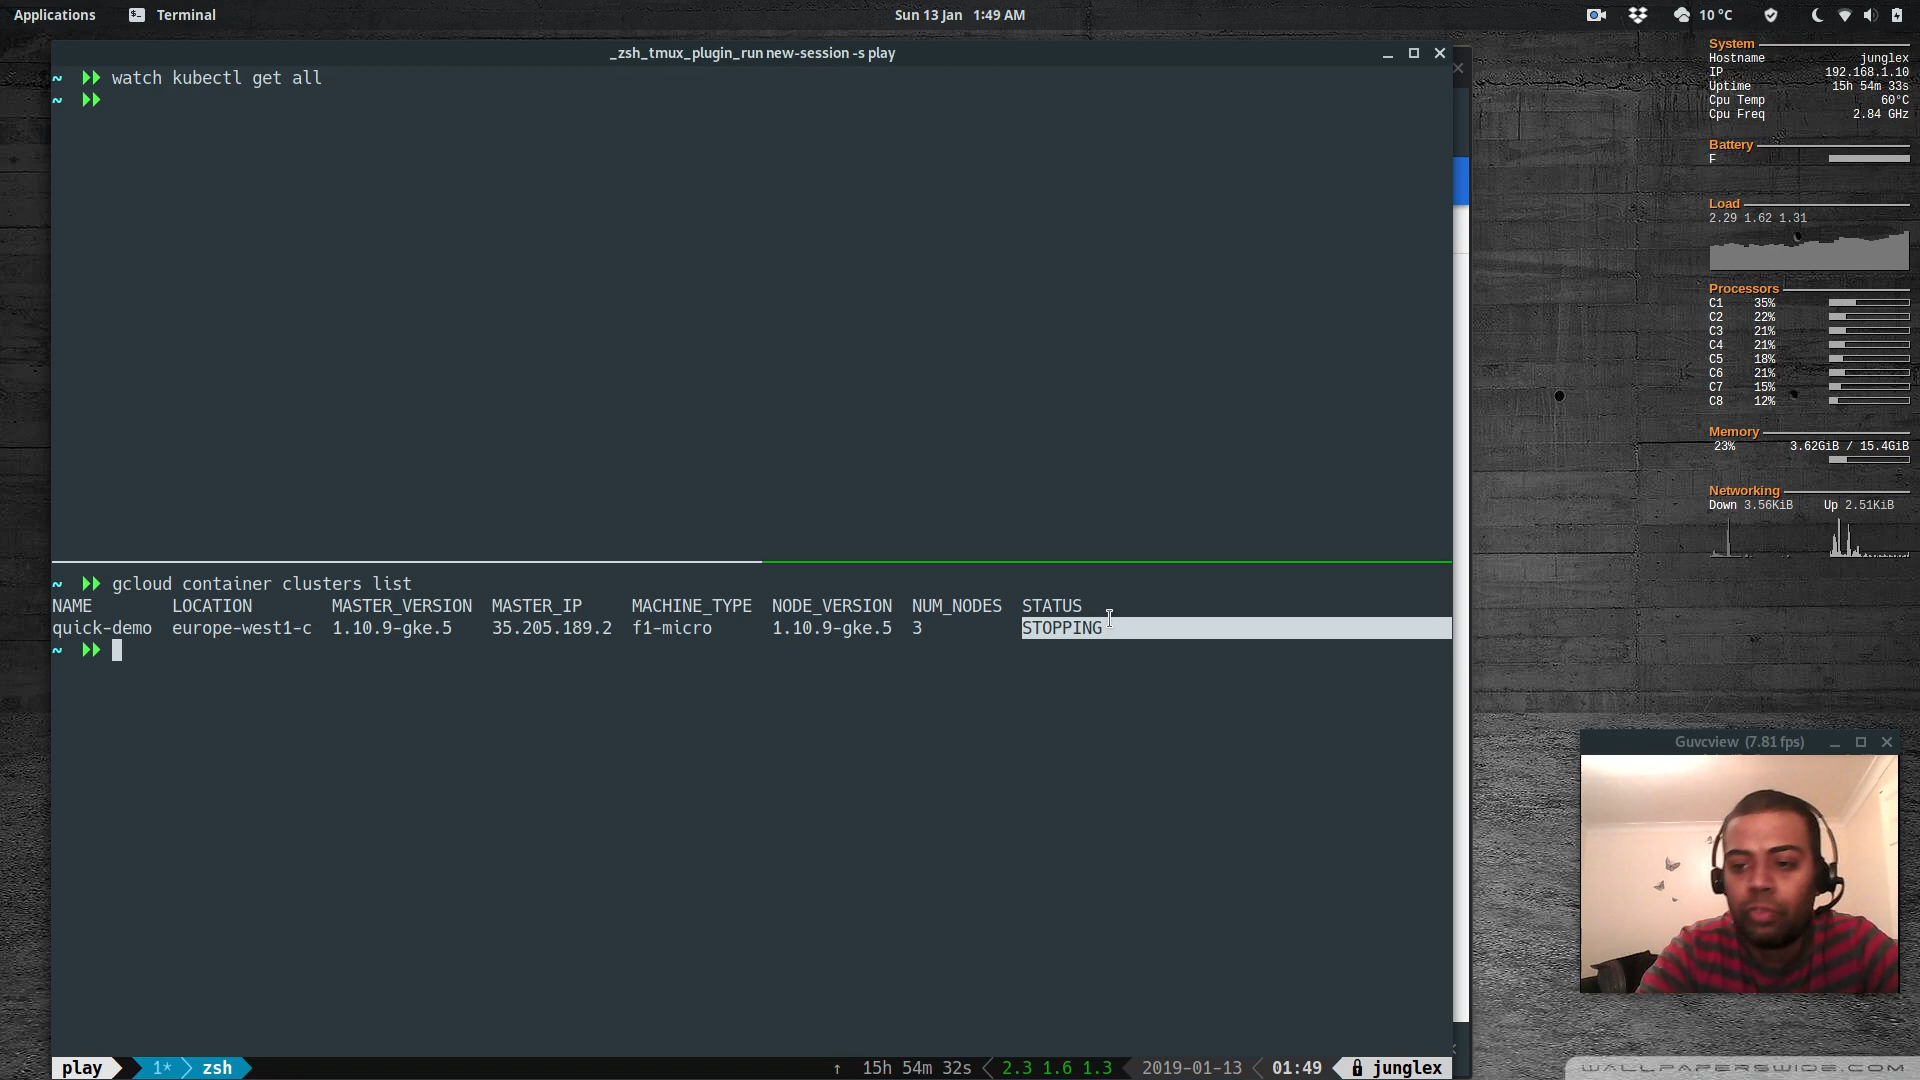 Applications Terminal Sun 13 Jan 1:49 AM 10 °C
_zsh_tmux_plugin_run new-session -s play
~ watch kubectl get all
~
~ gcloud container clusters list
NAME LOCATION MASTER_VERSION MASTER_IP MACHINE_TYPE NODE_VERSION NUM_NODES STATUS
quick-demo europe-west1-c 1.10.9-gke.5 35.205.189.2 f1-micro 1.10.9-gke.5 3 STOPPING
~
play 1* zsh ↑ 15h 54m 32s 2.3 1.6 1.3 2019-01-13 01:49 junglex
System
Hostname junglex
IP 192.168.1.10
Uptime 15h 54m 33s
Cpu Temp 60°C
Cpu Freq 2.84 GHz
Battery
F
Load
2.29 1.62 1.31
Processors
C1 35%
C2 22%
C3 21%
C4 21%
C5 18%
C6 21%
C7 15%
C8 12%
Memory
23% 3.62GiB / 15.4GiB
Networking
Down 3.56KiB Up 2.51KiB
Guvcview (7.81 fps)
WALLPAPERSWIDE.COM